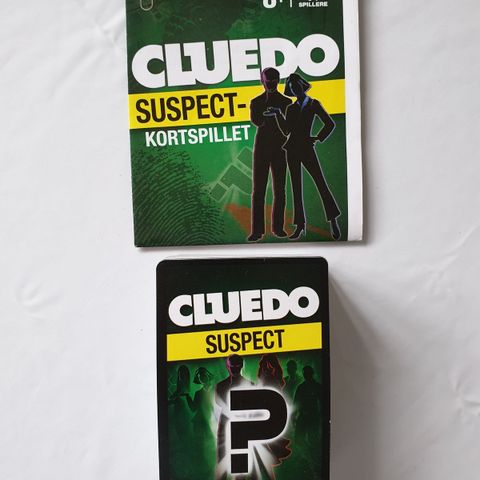 SPILLERE
CLUEDO
SUSPECT-
KORTSPILLET
CLUEDO
SUSPECT
?